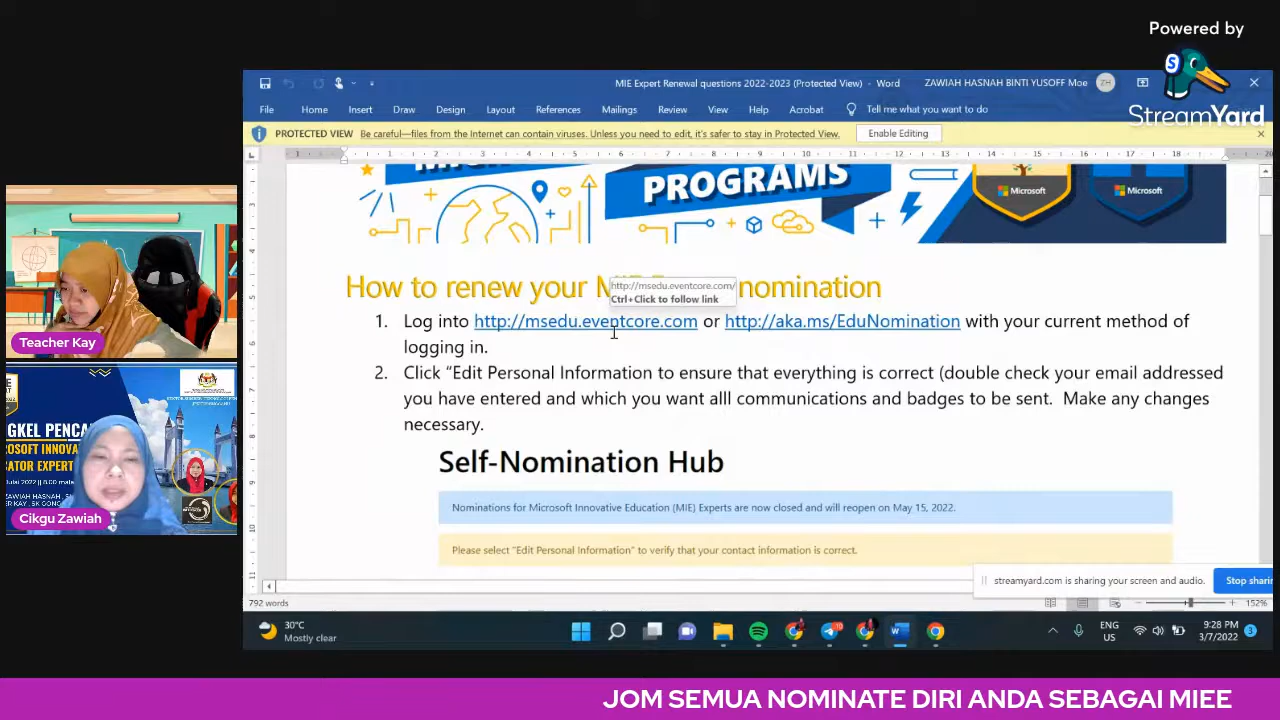 Powered by
StreamYard
MIE Expert Renewal questions 2022-2023 (Protected View) - Word
ZAWIAH HASNAH BINTI YUSOFF Moe
ZH
File Home Insert Draw Design Layout References Mailings Review View Help Acrobat Tell me what you want to do
PROTECTED VIEW Be careful—files from the Internet can contain viruses. Unless you need to edit, it's safer to stay in Protected View. Enable Editing
PROGRAMS
Microsoft
Microsoft
How to renew your nomination
http://msedu.eventcore.com/
Ctrl+Click to follow link
1. Log into http://msedu.eventcore.com or http://aka.ms/EduNomination with your current method of
logging in.
2. Click “Edit Personal Information to ensure that everything is correct (double check your email addressed
you have entered and which you want alll communications and badges to be sent. Make any changes
necessary.
Self-Nomination Hub
Nominations for Microsoft Innovative Education (MIE) Experts are now closed and will reopen on May 15, 2022.
Please select "Edit Personal Information" to verify that your contact information is correct.
streamyard.com is sharing your screen and audio.
Stop sharin
792 words
152%
30°C
Mostly clear
ENG
US
9:28 PM
3/7/2022
Teacher Kay
Cikgu Zawiah
JOM SEMUA NOMINATE DIRI ANDA SEBAGAI MIEE